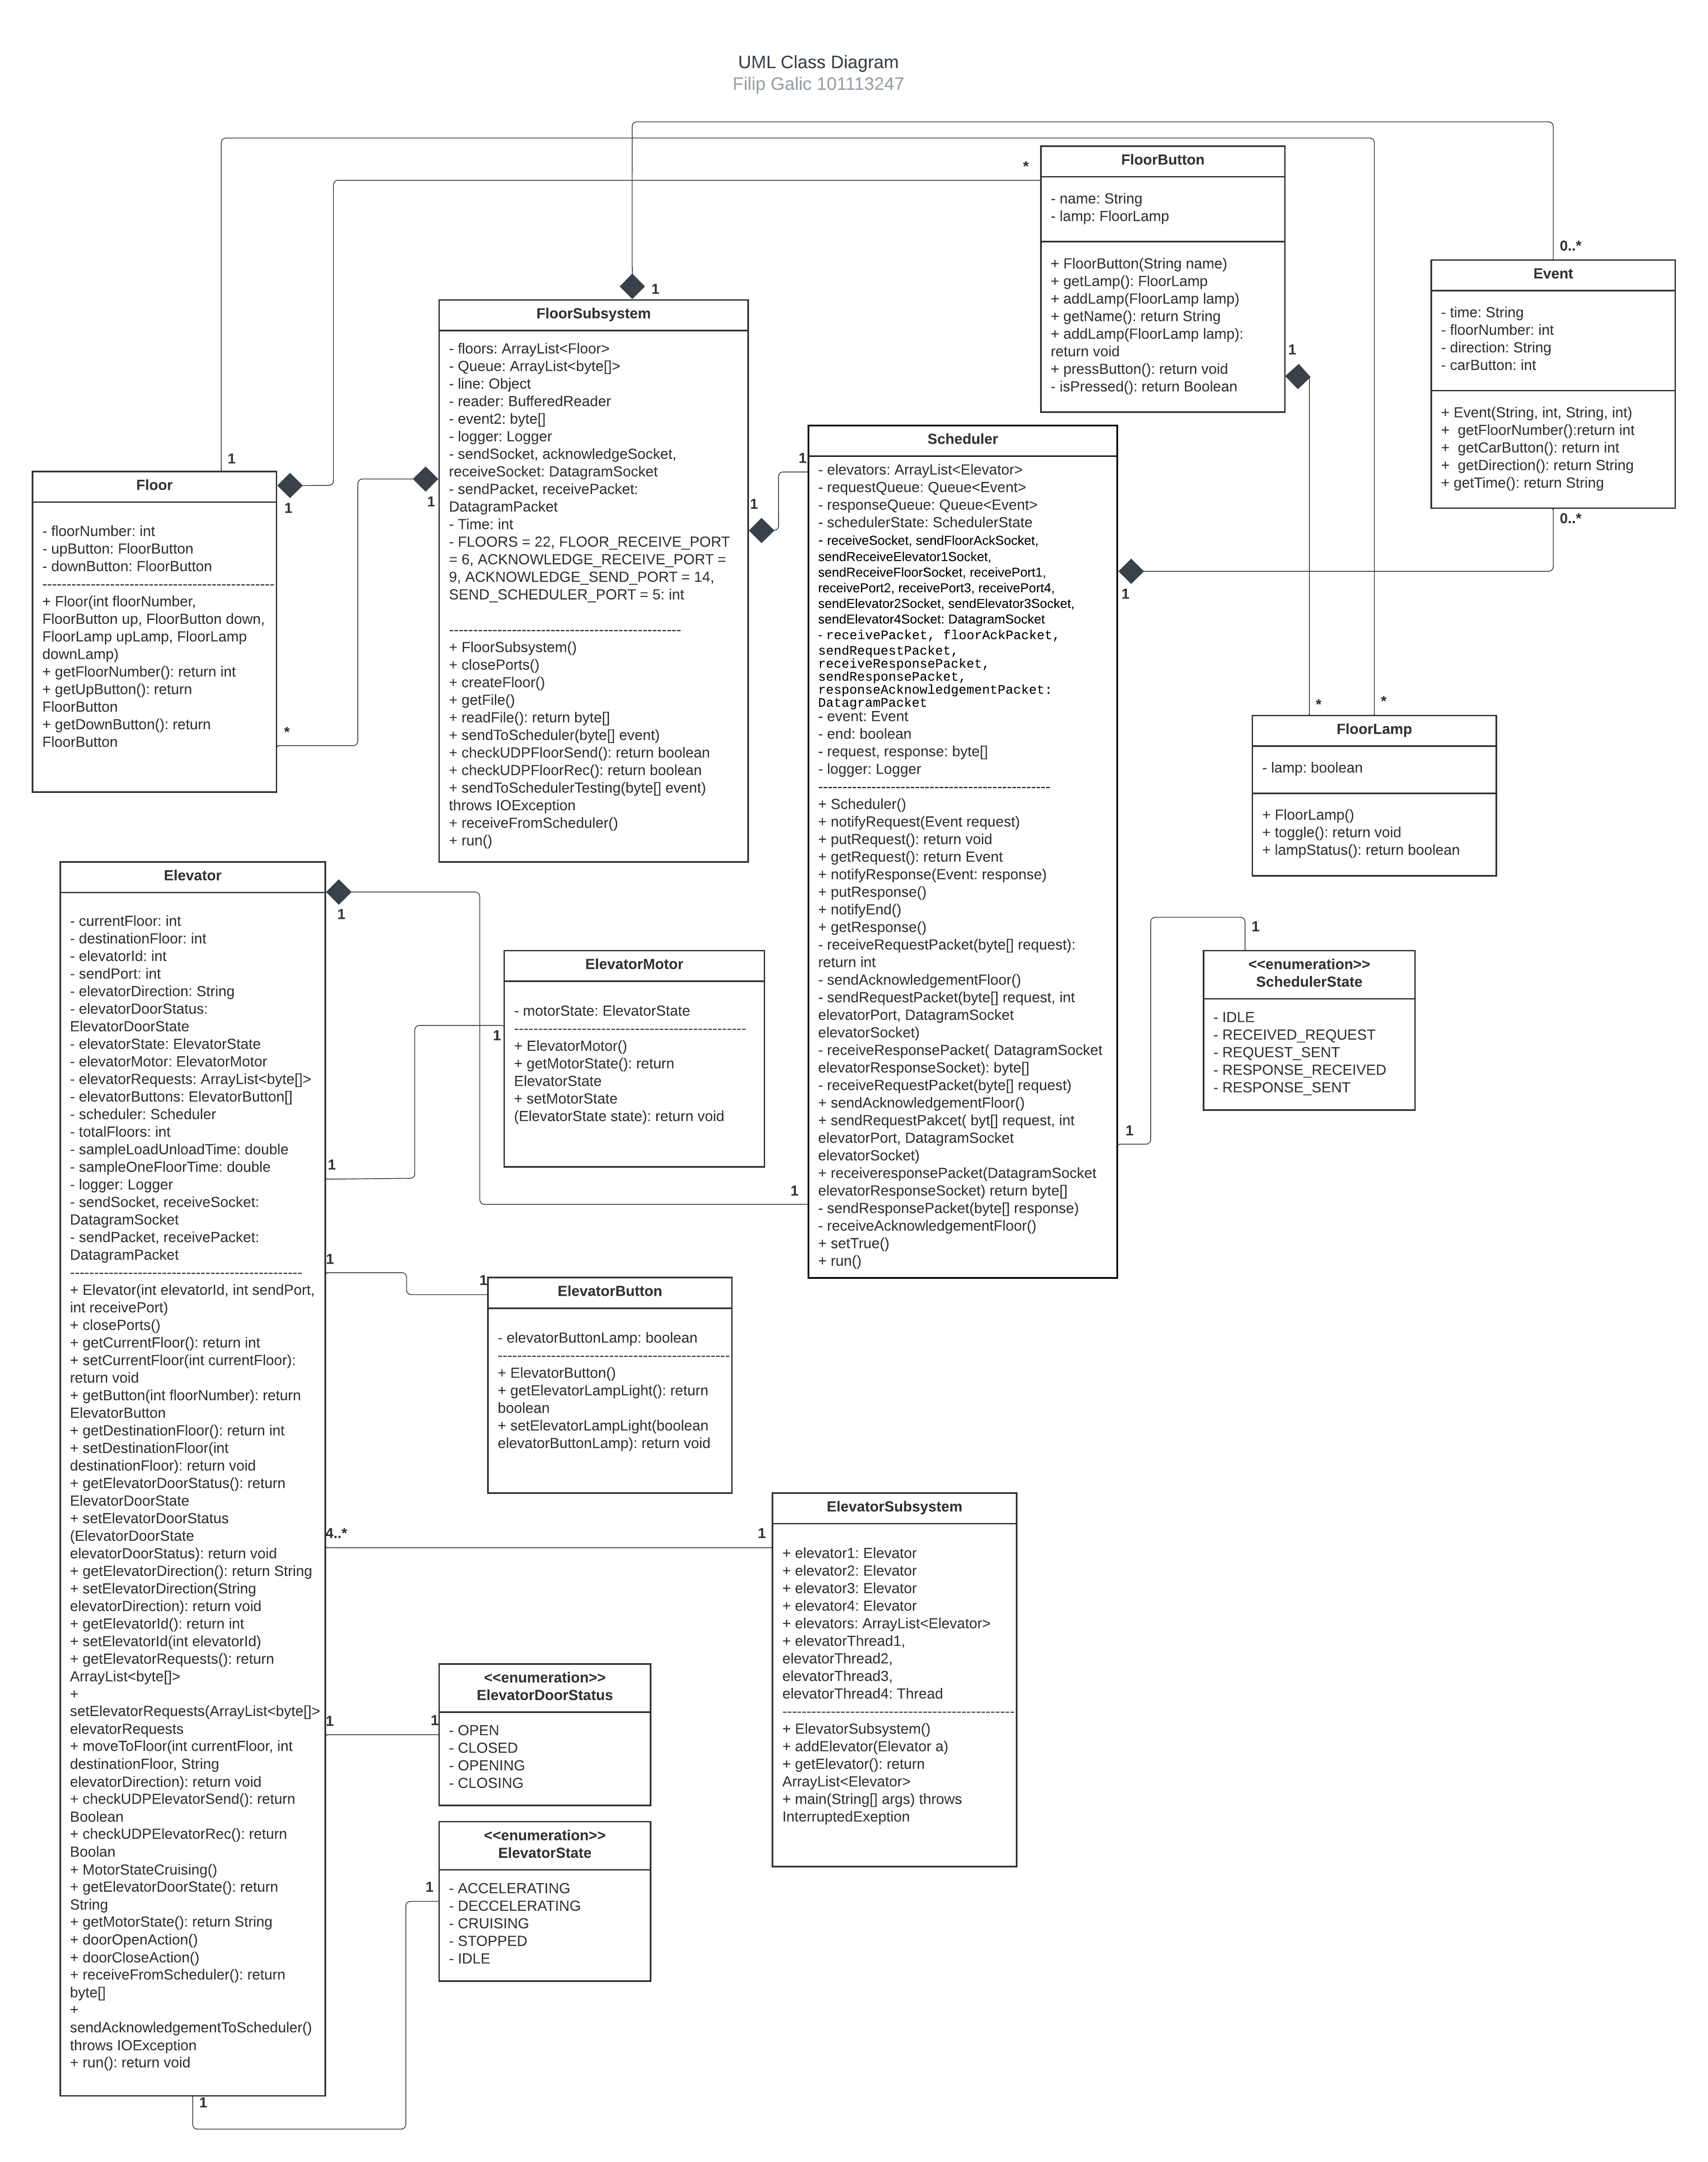 UML Class Diagram
Filip Galic 101113247
*
FloorButton
- name: String
- lamp: FloorLamp
+ FloorButton(String name)
+ getLamp(): FloorLamp
+ addLamp(FloorLamp lamp)
+ getName(): return String
+ addLamp(FloorLamp lamp):
return void
+ pressButton(): return void
- isPressed(): return Boolean
1
0..*
Event
- time: String
- floorNumber: int
- direction: String
- carButton: int
+ Event(String, int, String, int)
+  getFloorNumber():return int
+  getCarButton(): return int
+  getDirection(): return String
+ getTime(): return String
0..*
1
FloorSubsystem
- floors: ArrayList<Floor>
- Queue: ArrayList<byte[]>
- line: Object
- reader: BufferedReader
- event2: byte[]
- logger: Logger
- sendSocket, acknowledgeSocket,
receiveSocket: DatagramSocket
- sendPacket, receivePacket:
DatagramPacket
- Time: int
- FLOORS = 22, FLOOR_RECEIVE_PORT
= 6, ACKNOWLEDGE_RECEIVE_PORT =
9, ACKNOWLEDGE_SEND_PORT = 14,
SEND_SCHEDULER_PORT = 5: int
-----------------------------------------------
+ FloorSubsystem()
+ closePorts()
+ createFloor()
+ getFile()
+ readFile(): return byte[]
+ sendToScheduler(byte[] event)
+ checkUDPFloorSend(): return boolean
+ checkUDPFloorRec(): return boolean
+ sendToSchedulerTesting(byte[] event)
throws IOException
+ receiveFromScheduler()
+ run()
1
1
1
1
Floor
1
- floorNumber: int
- upButton: FloorButton
- downButton: FloorButton
-----------------------------------------------
+ Floor(int floorNumber,
FloorButton up, FloorButton down,
FloorLamp upLamp, FloorLamp
downLamp)
+ getFloorNumber(): return int
+ getUpButton(): return
FloorButton
+ getDownButton(): return
FloorButton
*
Scheduler
- elevators: ArrayList<Elevator>
- requestQueue: Queue<Event>
- responseQueue: Queue<Event>
- schedulerState: SchedulerState
- receiveSocket, sendFloorAckSocket,
sendReceiveElevator1Socket,
sendReceiveFloorSocket, receivePort1,
receivePort2, receivePort3, receivePort4,
sendElevator2Socket, sendElevator3Socket,
sendElevator4Socket: DatagramSocket
- receivePacket, floorAckPacket,
sendRequestPacket,
receiveResponsePacket,
sendResponsePacket,
responseAcknowledgementPacket:
DatagramPacket
- event: Event
- end: boolean
- request, response: byte[]
- logger: Logger
-----------------------------------------------
+ Scheduler()
+ notifyRequest(Event request)
+ putRequest(): return void
+ getRequest(): return Event
+ notifyResponse(Event: response)
+ putResponse()
+ notifyEnd()
+ getResponse()
- receiveRequestPacket(byte[] request):
return int
- sendAcknowledgementFloor()
- sendRequestPacket(byte[] request, int
elevatorPort, DatagramSocket
elevatorSocket)
- receiveResponsePacket( DatagramSocket
elevatorResponseSocket): byte[]
- receiveRequestPacket(byte[] request)
+ sendAcknowledgementFloor()
+ sendRequestPakcet( byt[] request, int
elevatorPort, DatagramSocket
elevatorSocket)
+ receiveresponsePacket(DatagramSocket
elevatorResponseSocket) return byte[]
- sendResponsePacket(byte[] response)
- receiveAcknowledgementFloor()
+ setTrue()
+ run()
1
*
*
FloorLamp
- lamp: boolean
+ FloorLamp()
+ toggle(): return void
+ lampStatus(): return boolean
1
<<enumeration>>
SchedulerState
- IDLE
- RECEIVED_REQUEST
- REQUEST_SENT
- RESPONSE_RECEIVED
- RESPONSE_SENT
1
1
Elevator
1
- currentFloor: int
- destinationFloor: int
- elevatorId: int
- sendPort: int
- elevatorDirection: String
- elevatorDoorStatus:
ElevatorDoorState
- elevatorState: ElevatorState
- elevatorMotor: ElevatorMotor
- elevatorRequests: ArrayList<byte[]>
- elevatorButtons: ElevatorButton[]
- scheduler: Scheduler
- totalFloors: int
- sampleLoadUnloadTime: double
- sampleOneFloorTime: double
- logger: Logger
- sendSocket, receiveSocket:
DatagramSocket
- sendPacket, receivePacket:
DatagramPacket
-----------------------------------------------
+ Elevator(int elevatorId, int sendPort,
int receivePort)
+ closePorts()
+ getCurrentFloor(): return int
+ setCurrentFloor(int currentFloor):
return void
+ getButton(int floorNumber): return
ElevatorButton
+ getDestinationFloor(): return int
+ setDestinationFloor(int
destinationFloor): return void
+ getElevatorDoorStatus(): return
ElevatorDoorState
+ setElevatorDoorStatus
(ElevatorDoorState
elevatorDoorStatus): return void
+ getElevatorDirection(): return String
+ setElevatorDirection(String
elevatorDirection): return void
+ getElevatorId(): return int
+ setElevatorId(int elevatorId)
+ getElevatorRequests(): return
ArrayList<byte[]>
+
setElevatorRequests(ArrayList<byte[]>
elevatorRequests
+ moveToFloor(int currentFloor, int
destinationFloor, String
elevatorDirection): return void
+ checkUDPElevatorSend(): return
Boolean
+ checkUDPElevatorRec(): return
Boolan
+ MotorStateCruising()
+ getElevatorDoorState(): return
String
+ getMotorState(): return String
+ doorOpenAction()
+ doorCloseAction()
+ receiveFromScheduler(): return
byte[]
+
sendAcknowledgementToScheduler()
throws IOException
+ run(): return void
1
ElevatorMotor
- motorState: ElevatorState
-----------------------------------------------
+ ElevatorMotor()
+ getMotorState(): return
ElevatorState
+ setMotorState
(ElevatorState state): return void
1
1
1
1
ElevatorButton
- elevatorButtonLamp: boolean
-----------------------------------------------
+ ElevatorButton()
+ getElevatorLampLight(): return
boolean
+ setElevatorLampLight(boolean
elevatorButtonLamp): return void
4..*
1
ElevatorSubsystem
+ elevator1: Elevator
+ elevator2: Elevator
+ elevator3: Elevator
+ elevator4: Elevator
+ elevators: ArrayList<Elevator>
+ elevatorThread1,
elevatorThread2,
elevatorThread3,
elevatorThread4: Thread
-----------------------------------------------
+ ElevatorSubsystem()
+ addElevator(Elevator a)
+ getElevator(): return
ArrayList<Elevator>
+ main(String[] args) throws
InterruptedExeption
1
1
<<enumeration>>
ElevatorDoorStatus
- OPEN
- CLOSED
- OPENING
- CLOSING
<<enumeration>>
ElevatorState
1
- ACCELERATING
- DECCELERATING
- CRUISING
- STOPPED
- IDLE
1